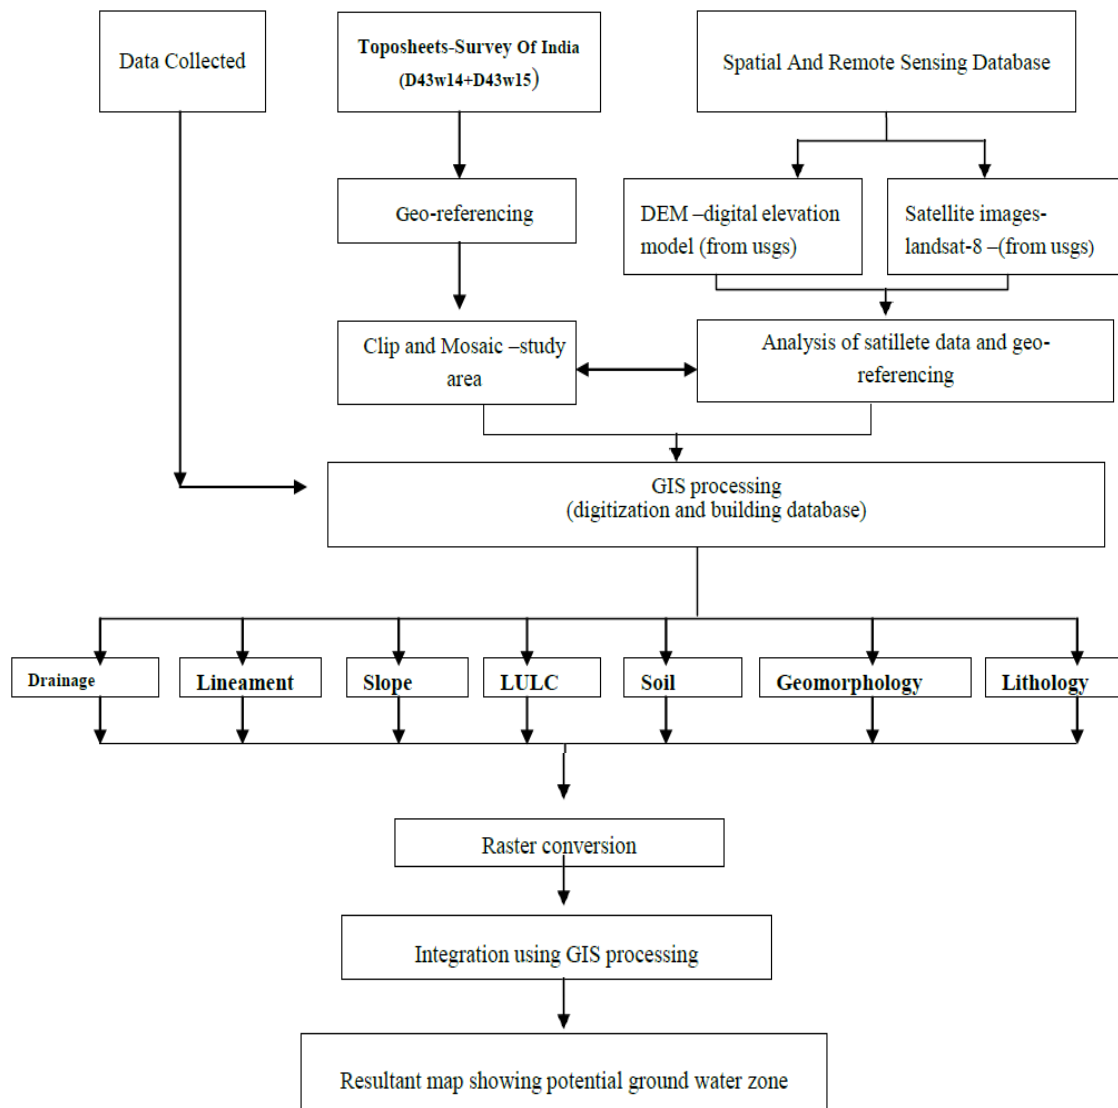 Data Collected
Toposheets-Survey Of India
(D43w14+D43w15)
Spatial And Remote Sensing Database
Geo-referencing
DEM –digital elevation
model (from usgs)
Satellite images-
landsat-8 –(from usgs)
Clip and Mosaic –study
area
Analysis of satillete data and geo-
referencing
GIS processing
(digitization and building database)
Drainage
Lineament
Slope
LULC
Soil
Geomorphology
Lithology
Raster conversion
Integration using GIS processing
Resultant map showing potential ground water zone